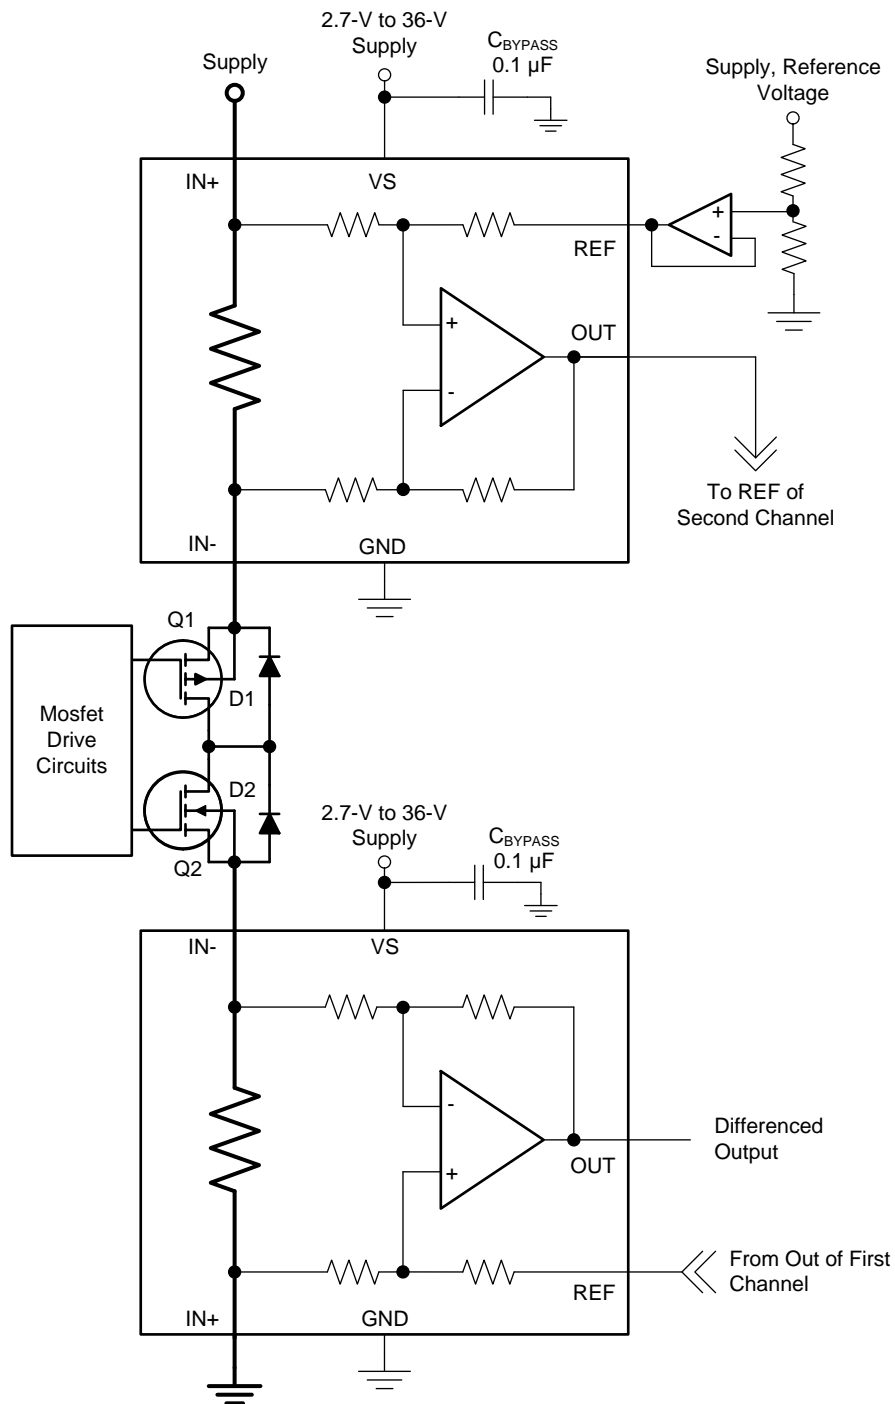 2.7-V to 36-V
Supply
C_BYPASS
0.1 µF
Supply
Supply, Reference
Voltage
IN+
VS
+
-
REF
+
OUT
-
To REF of
Second Channel
IN-
GND
Q1
D1
Mosfet
Drive
Circuits
D2
Q2
2.7-V to 36-V
Supply
C_BYPASS
0.1 µF
IN-
VS
-
Differenced
Output
OUT
+
From Out of First
Channel
REF
IN+
GND